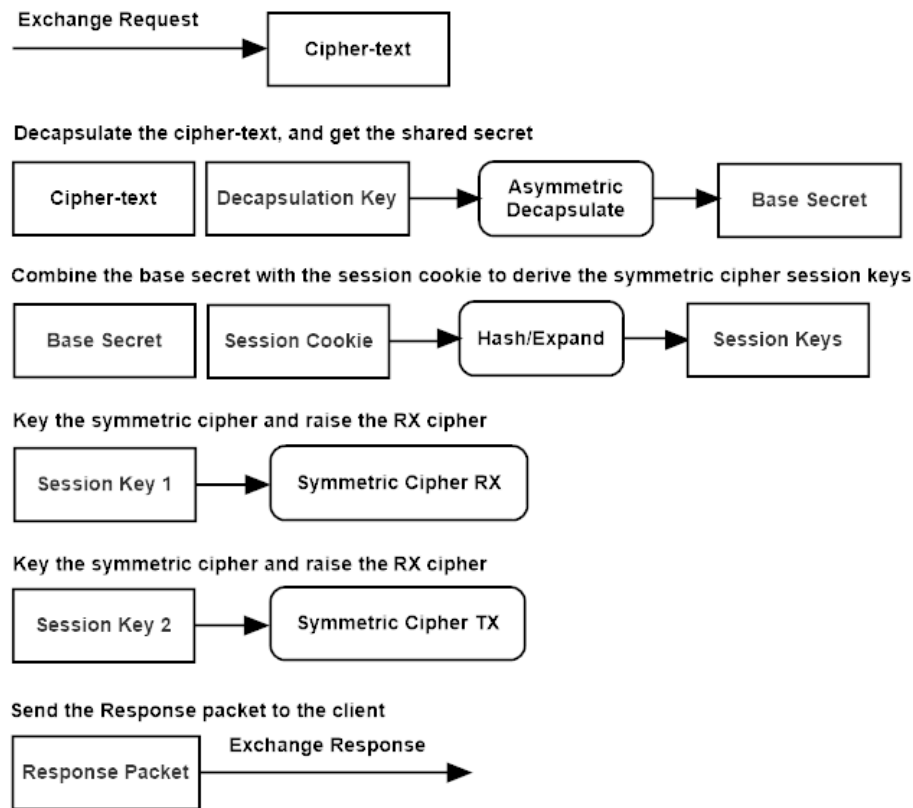 Exchange Request
Cipher-text
Decapsulate the cipher-text, and get the shared secret
Cipher-text
Decapsulation Key
Asymmetric
Decapsulate
Base Secret
Combine the base secret with the session cookie to derive the symmetric cipher session keys
Base Secret
Session Cookie
Hash/Expand
Session Keys
Key the symmetric cipher and raise the RX cipher
Session Key 1
Symmetric Cipher RX
Key the symmetric cipher and raise the RX cipher
Session Key 2
Symmetric Cipher TX
Send the Response packet to the client
Response Packet
Exchange Response